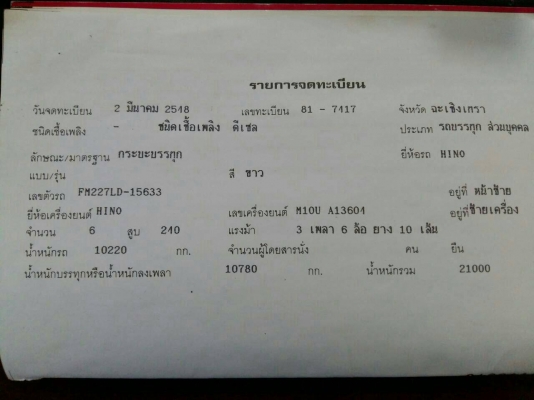 รายการจดทะเบียน
วันจดทะเบียน 2 มีนาคม 2548 เลขทะเบียน 81 - 7417 จังหวัด ฉะเชิงเทรา
ชนิดเชื้อเพลิง - ชนิดเชื้อเพลิง ดีเซล ประเภท รถบรรทุก ส่วนบุคคล
ลักษณะ/มาตรฐาน กระบะบรรทุก ยี่ห้อรถ HINO
แบบ/รุ่น สี ขาว
เลขตัวรถ FM227LD-15633 อยู่ที่ หน้าซ้าย
ยี่ห้อเครื่องยนต์ HINO เลขเครื่องยนต์ M10U A13604 อยู่ที่ ซ้ายเครื่อง
จำนวน 6 สูบ 240 แรงม้า 3 เพลา 6 ล้อ ยาง 10 เส้น
น้ำหนักรถ 10220 กก. จำนวนผู้โดยสารนั่ง คน ยืน
น้ำหนักบรรทุกหรือน้ำหนักลงเพลา 10780 กก. น้ำหนักรวม 21000